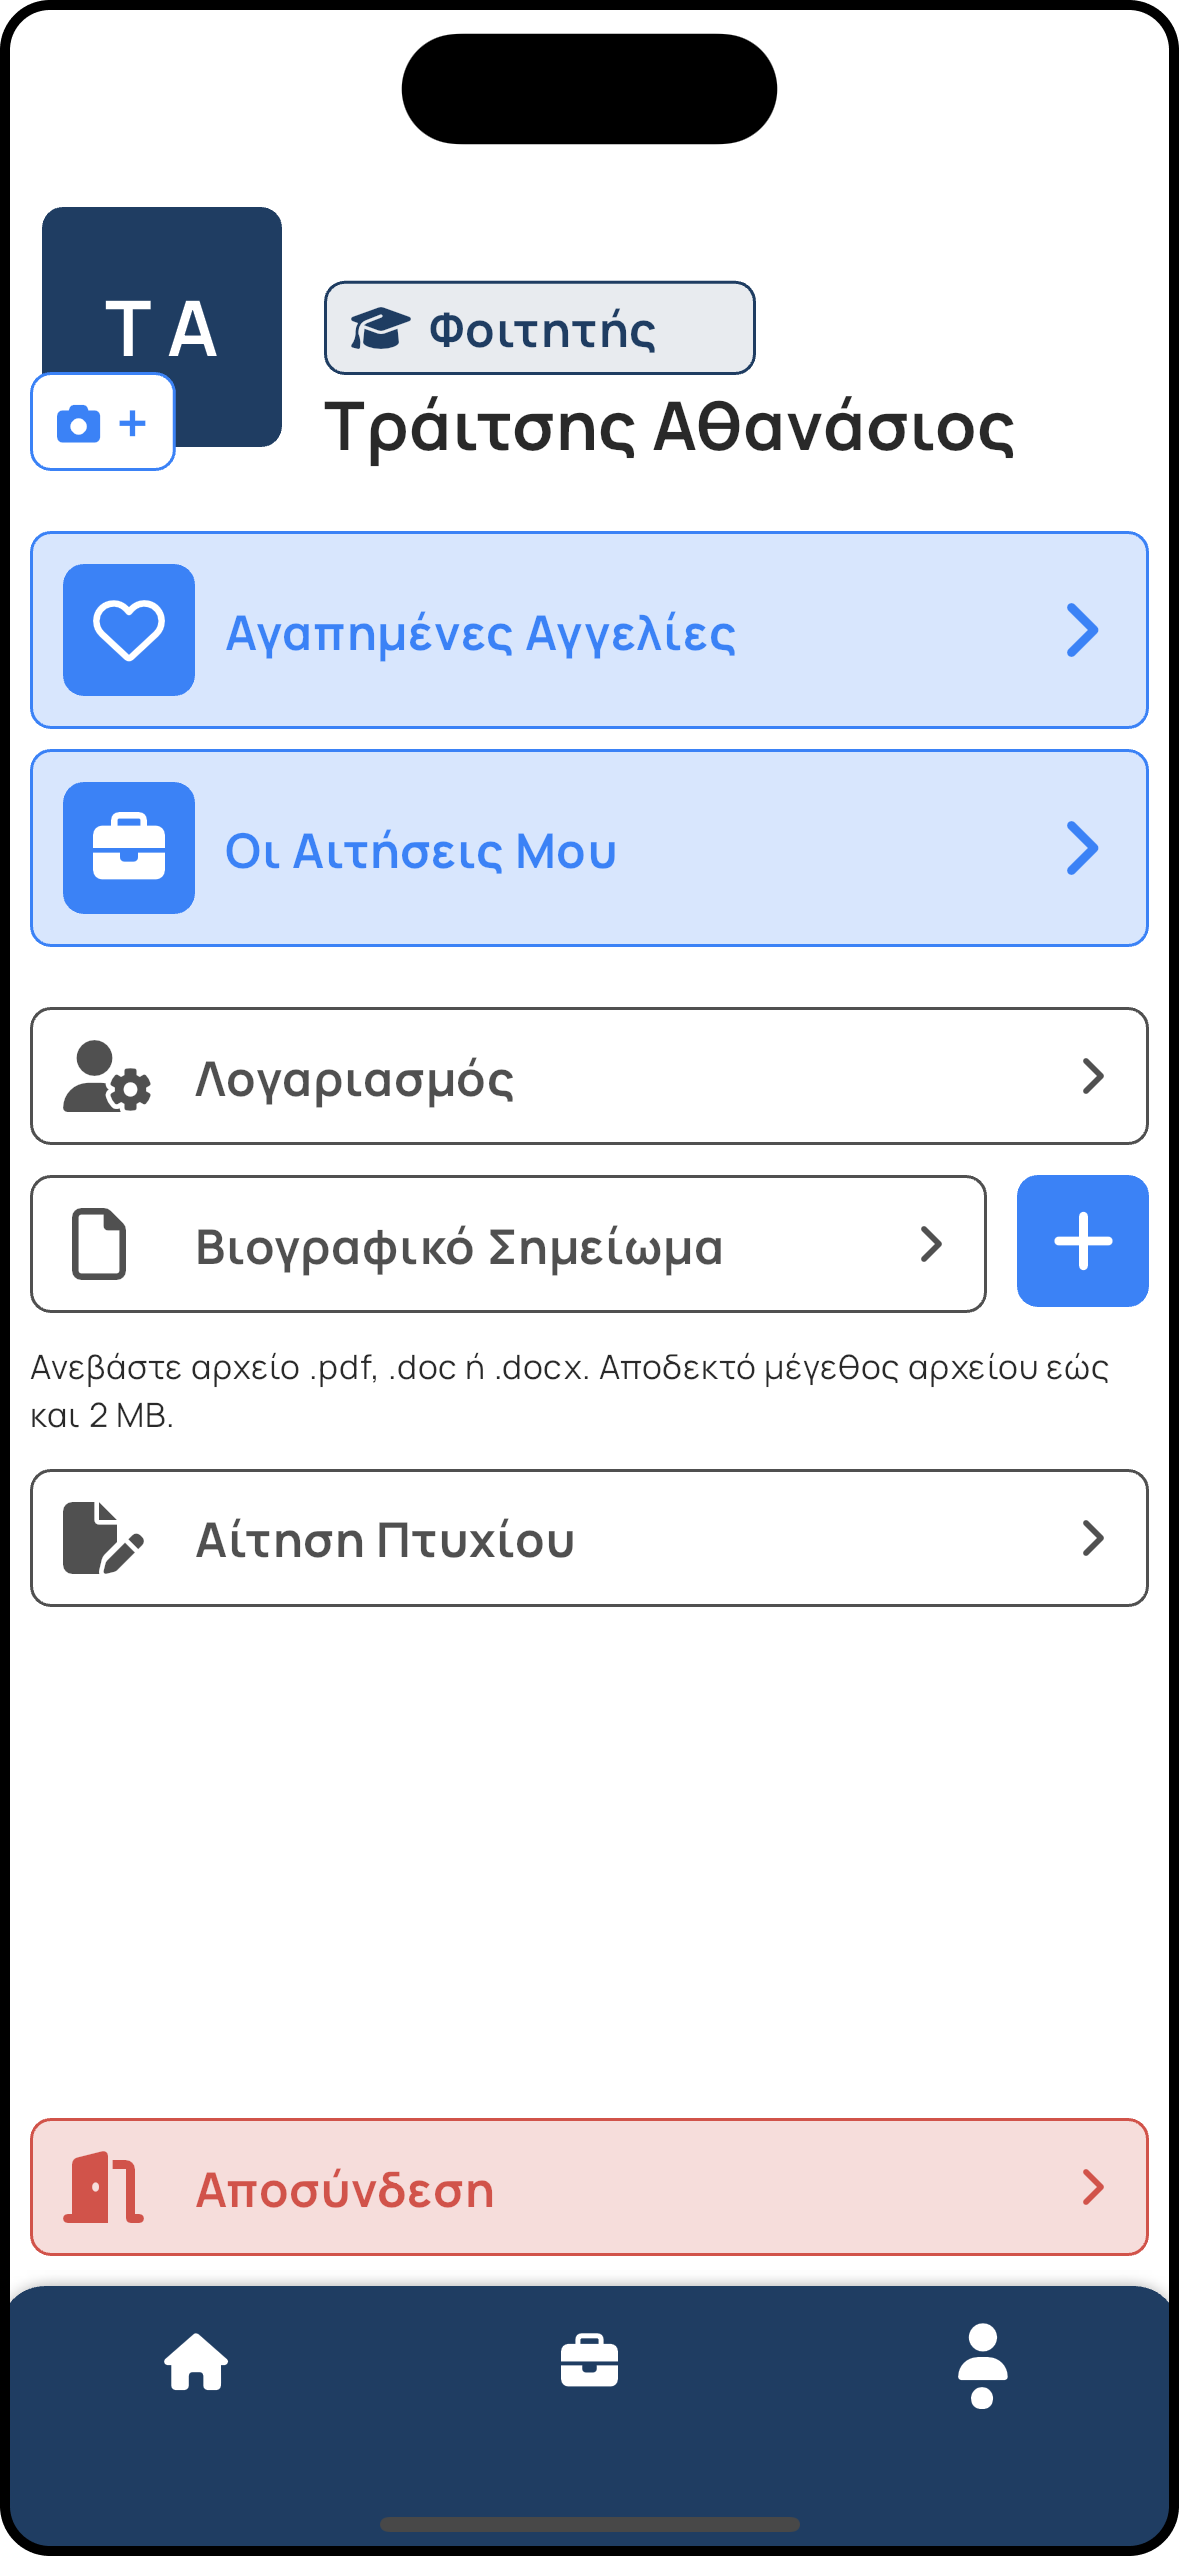 Τ Α
Φοιτητής
Τράιτσης Αθανάσιος
Αγαπημένες Αγγελίες
Οι Αιτήσεις Μου
Λογαριασμός
Βιογραφικό Σημείωμα
Ανεβάστε αρχείο .pdf, .doc ή .docx. Αποδεκτό μέγεθος αρχείου εώς
και 2 MB.
Αίτηση Πτυχίου
Αποσύνδεση